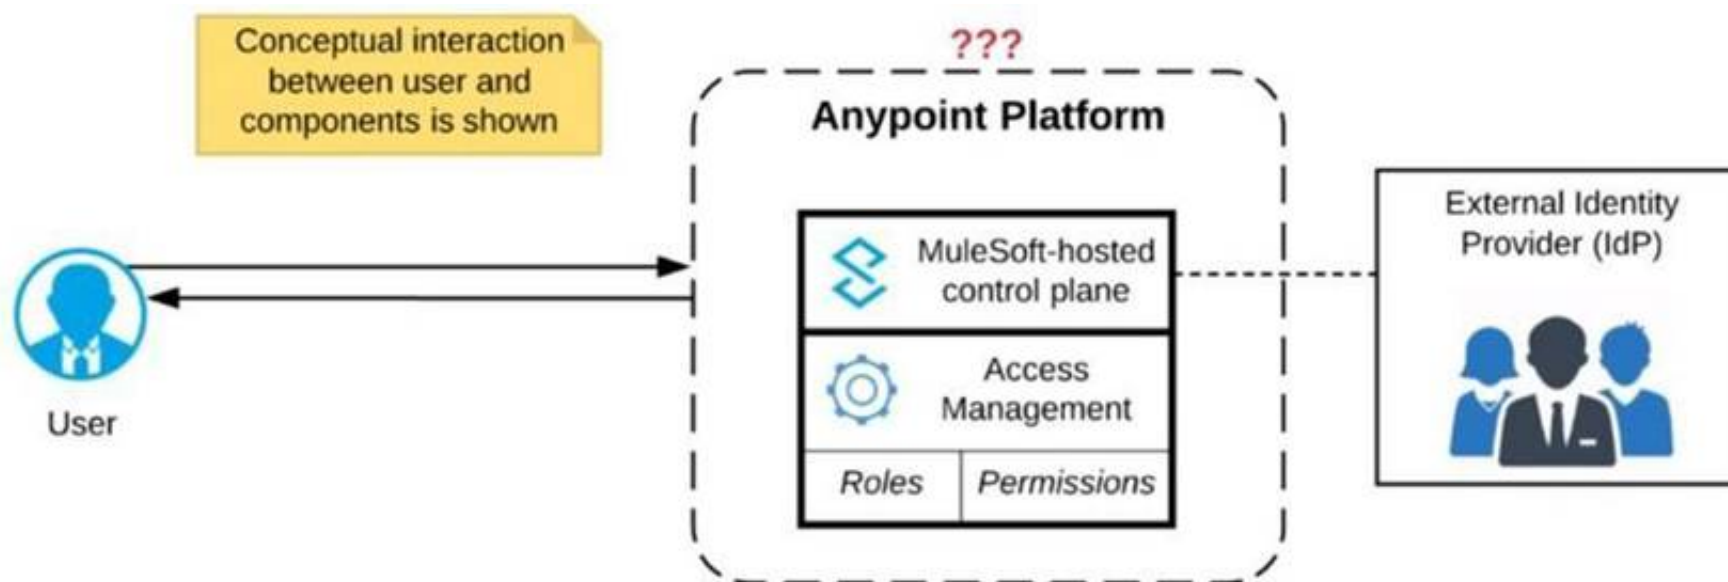 Conceptual interaction
between user and
components is shown
???
Anypoint Platform
MuleSoft-hosted
control plane
Access
Management
Roles
Permissions
External Identity
Provider (IdP)
User